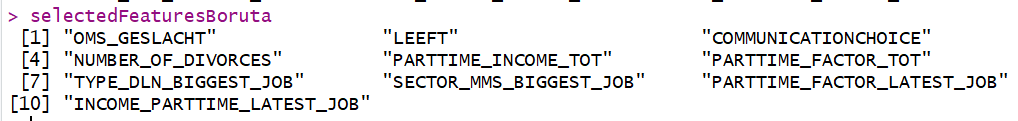 > selectedFeaturesBoruta
[1] "OMS_GESLACHT" "LEEFT" "COMMUNICATIONCHOICE"
[4] "NUMBER_OF_DIVORCES" "PARTTIME_INCOME_TOT" "PARTTIME_FACTOR_TOT"
[7] "TYPE_DLN_BIGGEST_JOB" "SECTOR_MMS_BIGGEST_JOB" "PARTTIME_FACTOR_LATEST_JOB"
[10] "INCOME_PARTTIME_LATEST_JOB"